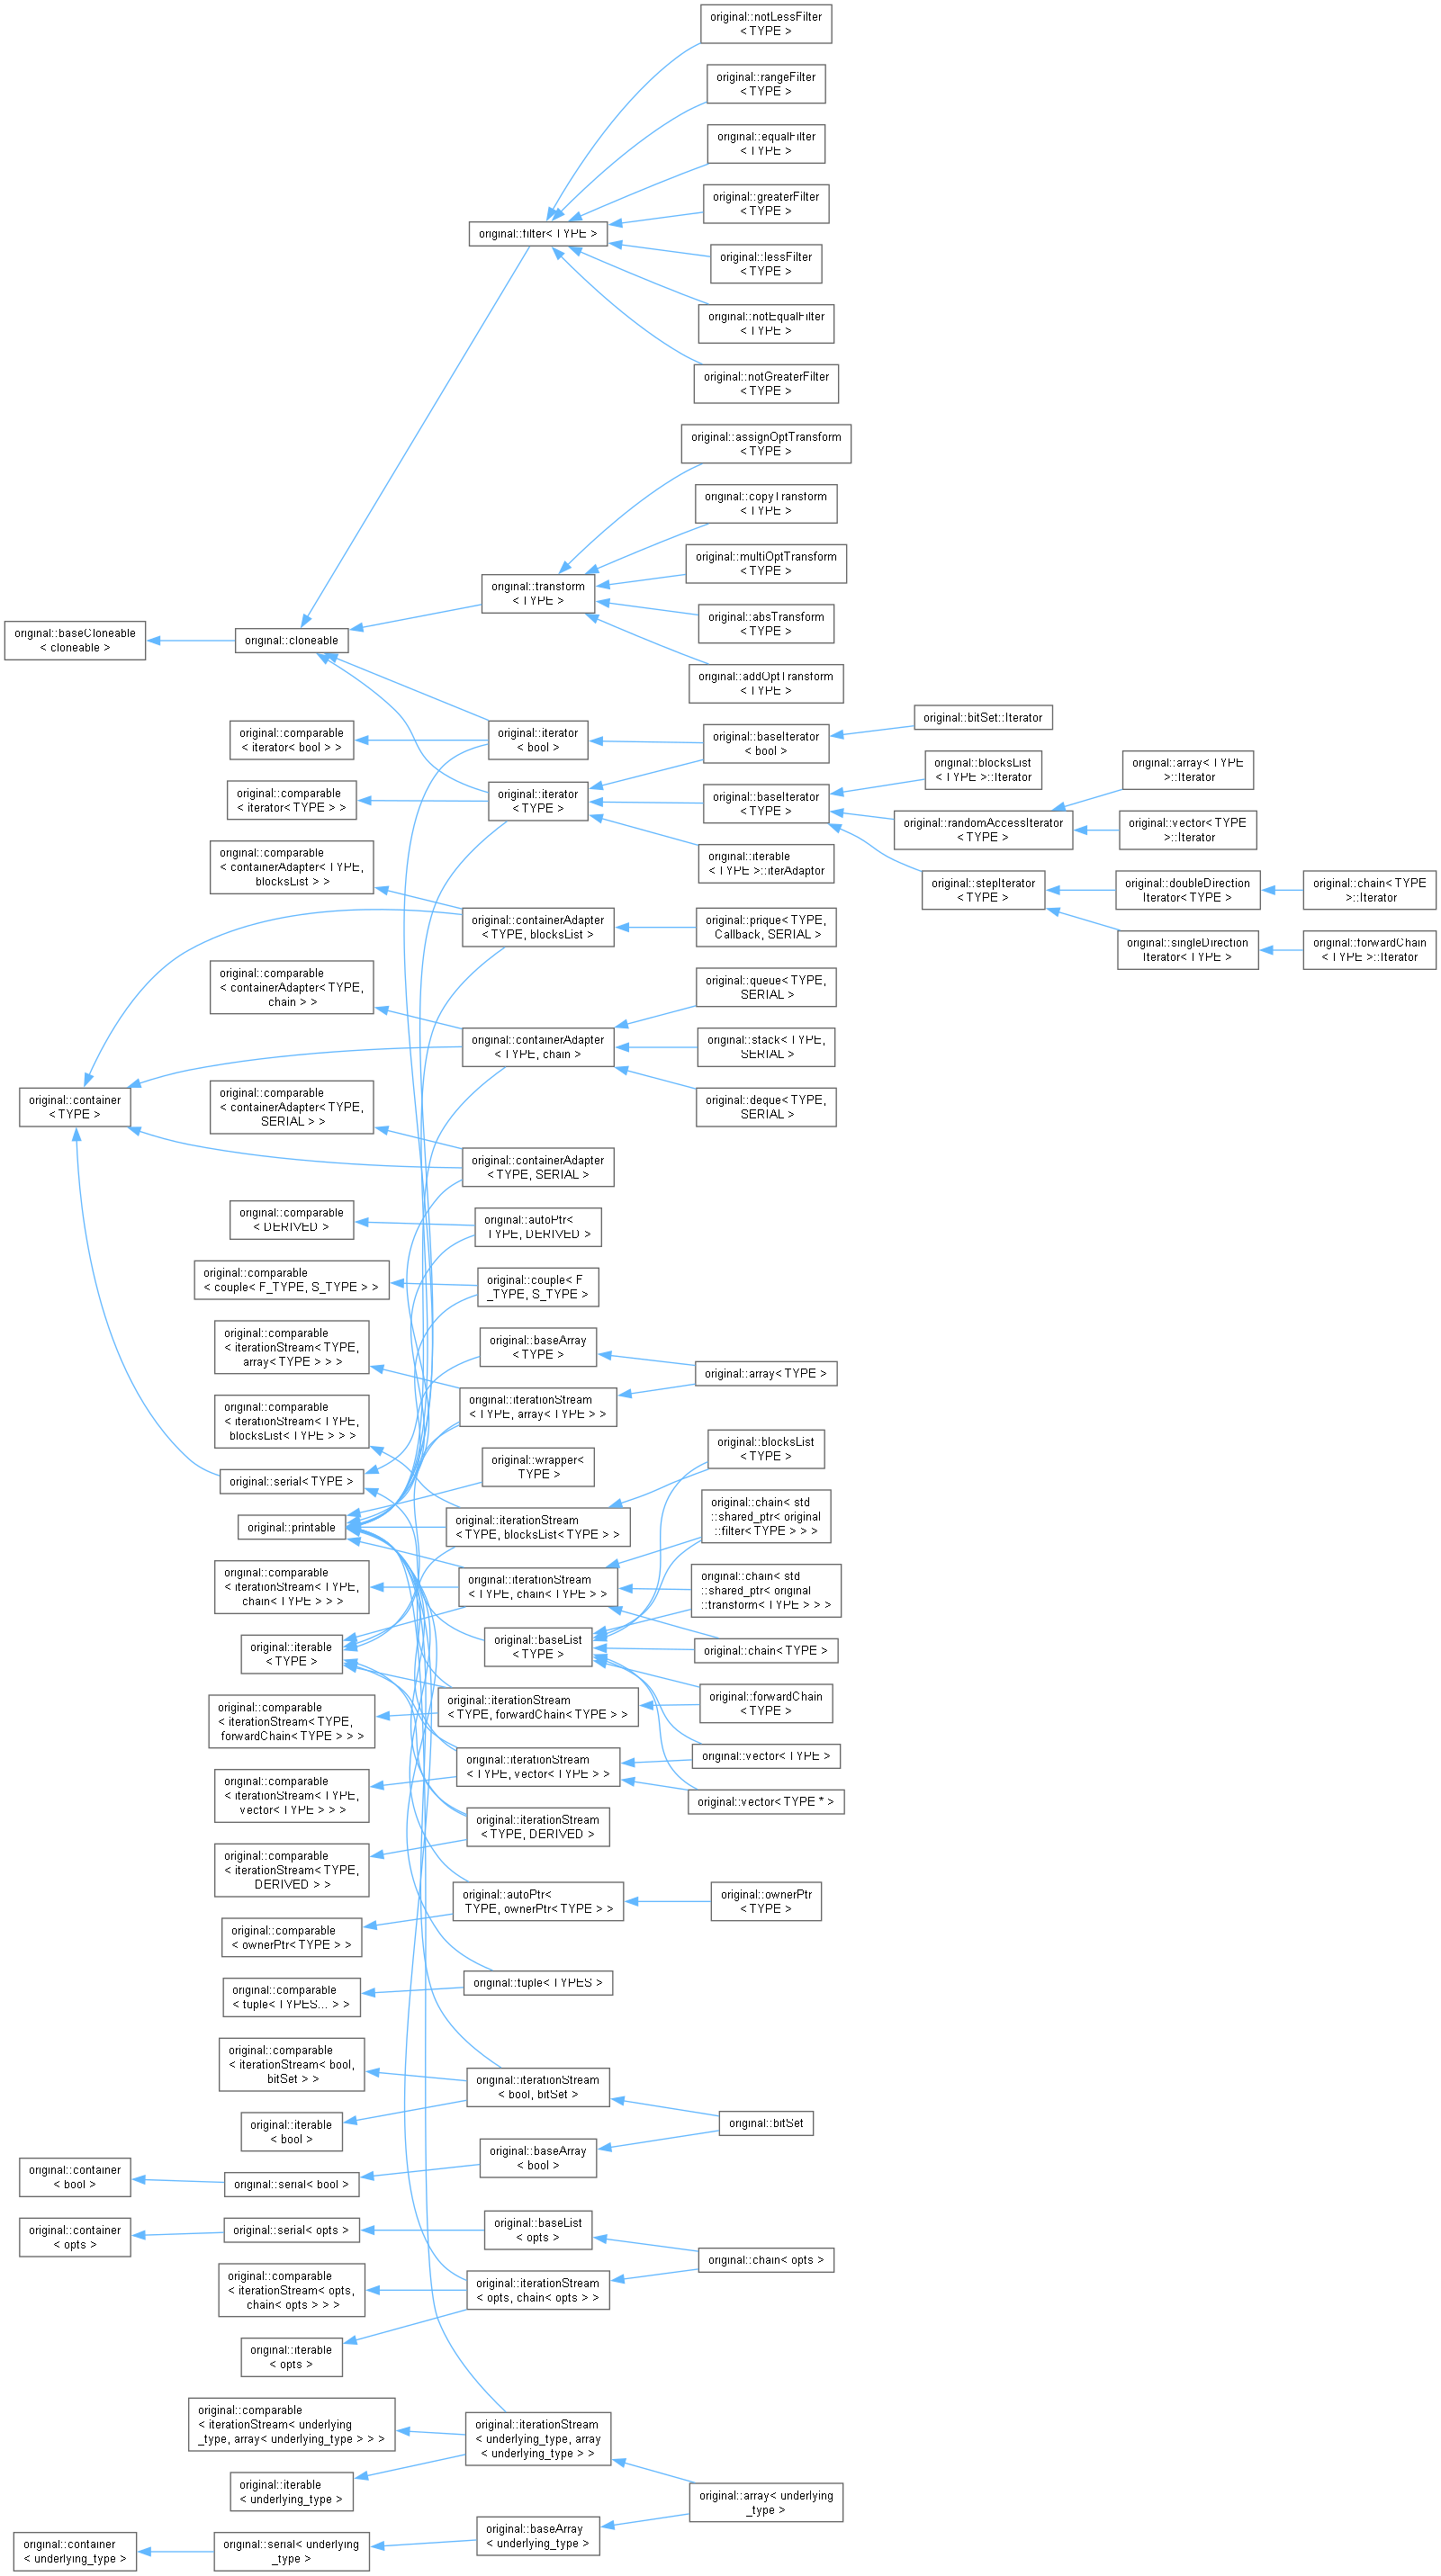 original::notLessFilter
< TYPE >
original::rangeFilter
< TYPE >
original::equalFilter
< TYPE >
original::greaterFilter
< TYPE >
original::filter< TYPE >
original::lessFilter
< TYPE >
original::notEqualFilter
< TYPE >
original::notGreaterFilter
< TYPE >
original::assignOptTransform
< TYPE >
original::copyTransform
< TYPE >
original::multiOptTransform
< TYPE >
original::transform
< TYPE >
original::absTransform
< TYPE >
original::baseCloneable
< cloneable >
original::cloneable
original::addOptTransform
< TYPE >
original::comparable
< iterator< bool > >
original::iterator
< bool >
original::baseIterator
< bool >
original::bitSet::Iterator
original::comparable
< iterator< TYPE > >
original::iterator
< TYPE >
original::baseIterator
< TYPE >
original::blocksList
< TYPE >::Iterator
original::array< TYPE
>::Iterator
original::randomAccessIterator
< TYPE >
original::vector< TYPE
>::Iterator
original::iterable
< TYPE >::iterAdaptor
original::stepIterator
< TYPE >
original::doubleDirection
Iterator< TYPE >
original::chain< TYPE
>::Iterator
original::singleDirection
Iterator< TYPE >
original::forwardChain
< TYPE >::Iterator
original::comparable
< containerAdapter< TYPE,
blocksList > >
original::containerAdapter
< TYPE, blocksList >
original::prique< TYPE,
Callback, SERIAL >
original::comparable
< containerAdapter< TYPE,
chain > >
original::queue< TYPE,
SERIAL >
original::containerAdapter
< TYPE, chain >
original::stack< TYPE,
SERIAL >
original::deque< TYPE,
SERIAL >
original::container
< TYPE >
original::comparable
< containerAdapter< TYPE,
SERIAL > >
original::containerAdapter
< TYPE, SERIAL >
original::comparable
< DERIVED >
original::autoPtr<
TYPE, DERIVED >
original::comparable
< couple< F_TYPE, S_TYPE > >
original::couple< F
_TYPE, S_TYPE >
original::comparable
< iterationStream< TYPE,
array< TYPE > > >
original::baseArray
< TYPE >
original::array< TYPE >
original::iterationStream
< TYPE, array< TYPE > >
original::comparable
< iterationStream< TYPE,
blocksList< TYPE > > >
original::serial< TYPE >
original::wrapper<
TYPE >
original::blocksList
< TYPE >
original::printable
original::iterationStream
< TYPE, blocksList< TYPE > >
original::chain< std
::shared_ptr< original
::filter< TYPE > > >
original::comparable
< iterationStream< TYPE,
chain< TYPE > > >
original::iterationStream
< TYPE, chain< TYPE > >
original::chain< std
::shared_ptr< original
::transform< TYPE > > >
original::iterable
< TYPE >
original::baseList
< TYPE >
original::chain< TYPE >
original::comparable
< iterationStream< TYPE,
forwardChain< TYPE > > >
original::iterationStream
< TYPE, forwardChain< TYPE > >
original::forwardChain
< TYPE >
original::comparable
< iterationStream< TYPE,
vector< TYPE > > >
original::iterationStream
< TYPE, vector< TYPE > >
original::vector< TYPE >
original::vector< TYPE * >
original::comparable
< iterationStream< TYPE,
DERIVED > >
original::iterationStream
< TYPE, DERIVED >
original::comparable
< ownerPtr< TYPE > >
original::autoPtr<
TYPE, ownerPtr< TYPE > >
original::ownerPtr
< TYPE >
original::comparable
< tuple< TYPES... > >
original::tuple< TYPES >
original::comparable
< iterationStream< bool,
bitSet > >
original::iterationStream
< bool, bitSet >
original::iterable
< bool >
original::bitSet
original::container
< bool >
original::serial< bool >
original::baseArray
< bool >
original::container
< opts >
original::serial< opts >
original::baseList
< opts >
original::chain< opts >
original::comparable
< iterationStream< opts,
chain< opts > > >
original::iterationStream
< opts, chain< opts > >
original::iterable
< opts >
original::comparable
< iterationStream< underlying
_type, array< underlying_type > > >
original::iterationStream
< underlying_type, array
< underlying_type > >
original::iterable
< underlying_type >
original::array< underlying
_type >
original::container
< underlying_type >
original::serial< underlying
_type >
original::baseArray
< underlying_type >